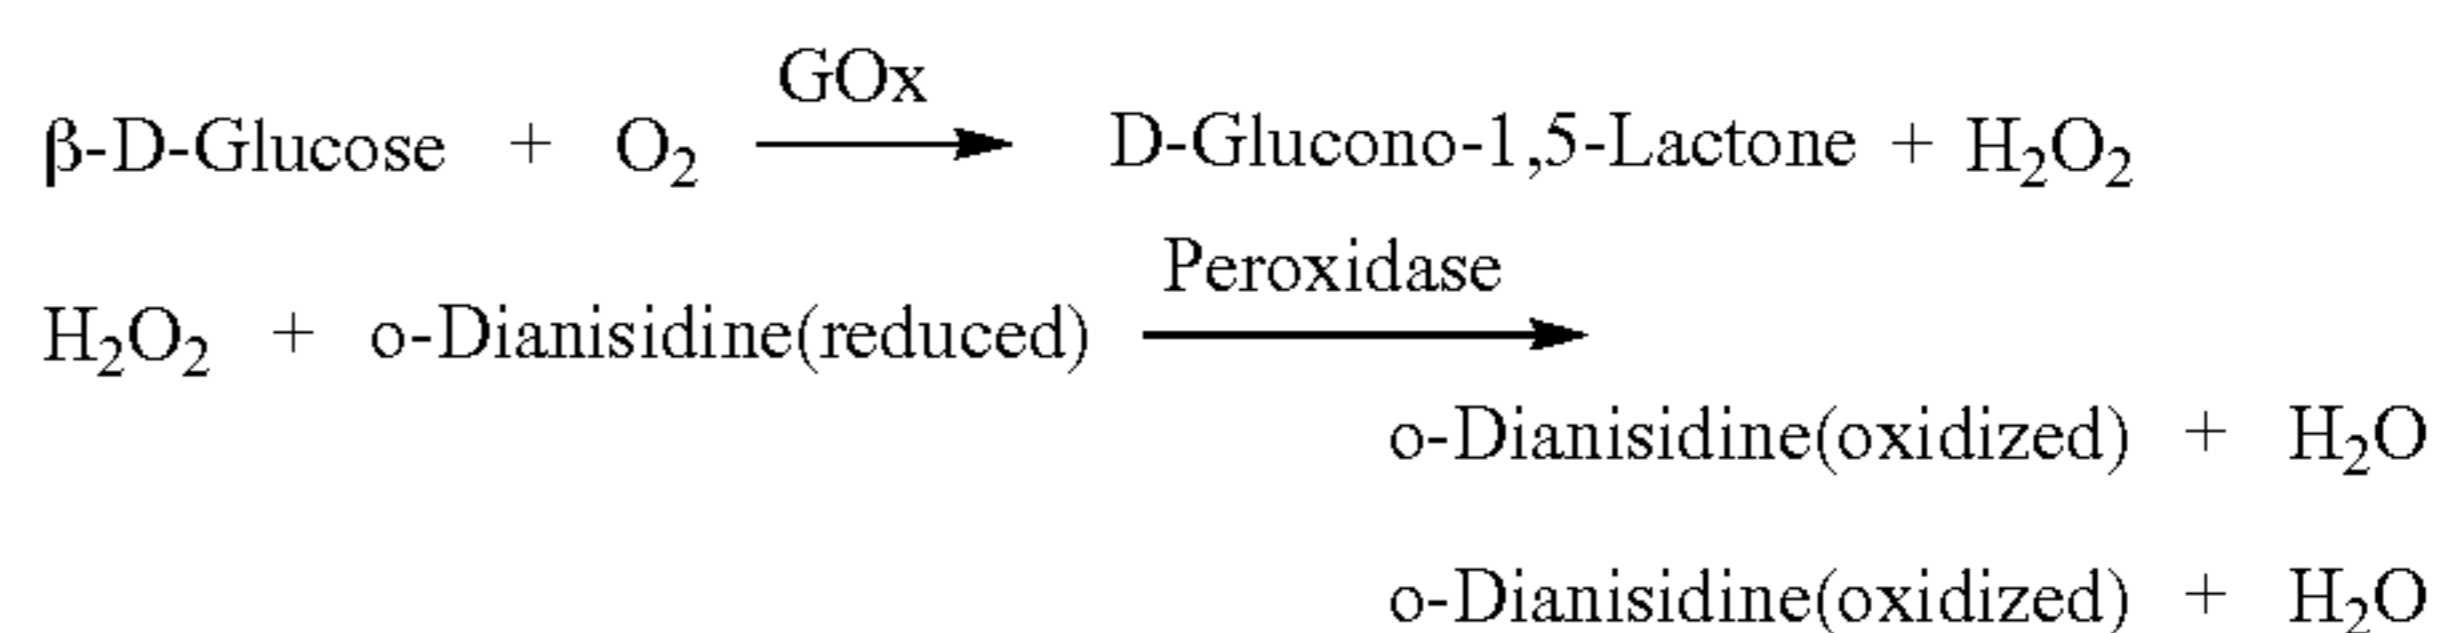 GOx
β-D-Glucose + O₂ ⟶ D-Glucono-1,5-Lactone + H₂O₂
Peroxidase
H₂O₂ + o-Dianisidine(reduced) ⟶
o-Dianisidine(oxidized) + H₂O
o-Dianisidine(oxidized) + H₂O